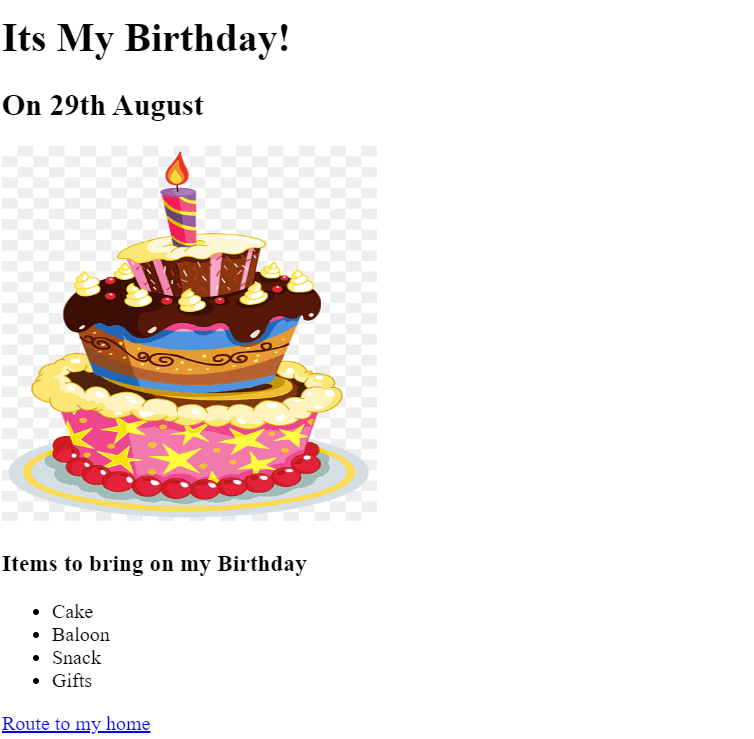 Its My Birthday!
On 29th August
Items to bring on my Birthday
Cake
Baloon
Snack
Gifts
Route to my home